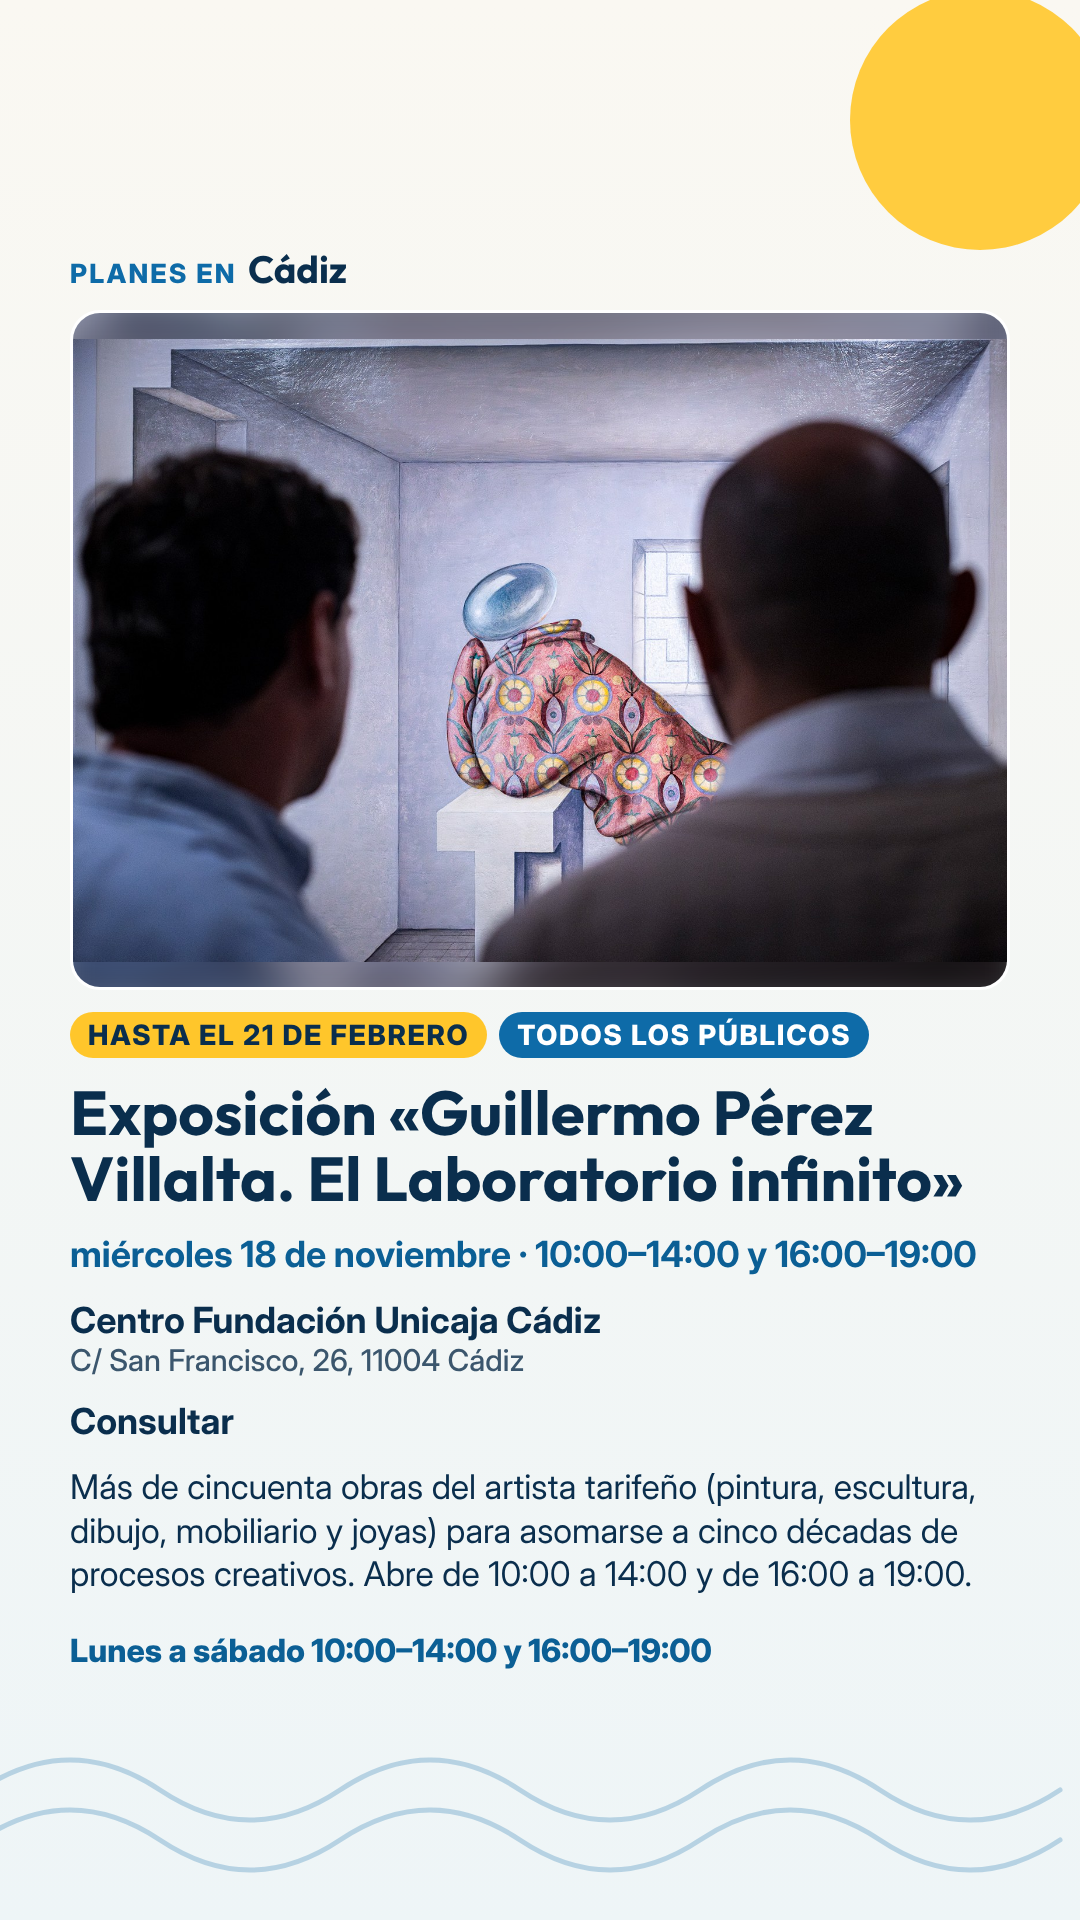 PLANES EN Cádiz
HASTA EL 21 DE FEBRERO
TODOS LOS PÚBLICOS
Exposición «Guillermo Pérez
Villalta. El Laboratorio infinito»
miércoles 18 de noviembre · 10:00–14:00 y 16:00–19:00
Centro Fundación Unicaja Cádiz
C/ San Francisco, 26, 11004 Cádiz
Consultar
Más de cincuenta obras del artista tarifeño (pintura, escultura,
dibujo, mobiliario y joyas) para asomarse a cinco décadas de
procesos creativos. Abre de 10:00 a 14:00 y de 16:00 a 19:00.
Lunes a sábado 10:00–14:00 y 16:00–19:00